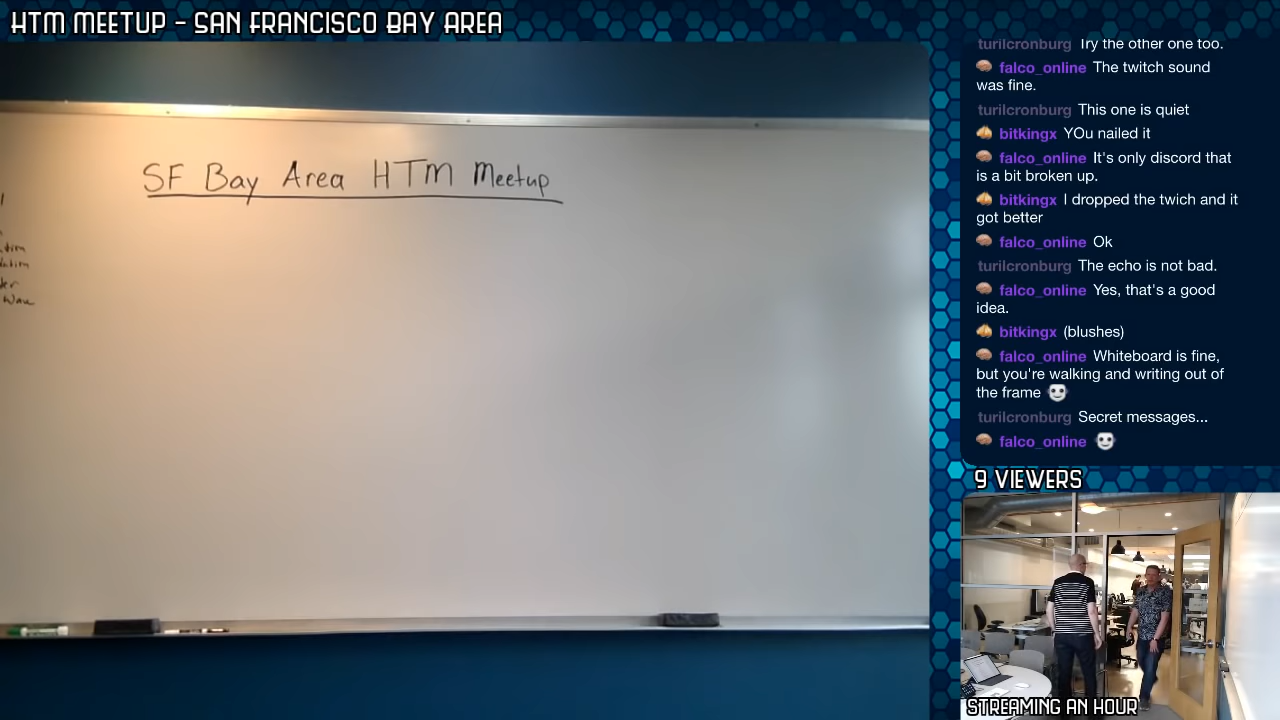 HTM MEETUP - SAN FRANCISCO BAY AREA
SF Bay Area HTM Meetup
turilcronburg Try the other one too.
falco_online The twitch sound
was fine.
turilcronburg This one is quiet
bitkingx YOu nailed it
falco_online It's only discord that
is a bit broken up.
bitkingx I dropped the twich and it
got better
falco_online Ok
turilcronburg The echo is not bad.
falco_online Yes, that's a good
idea.
bitkingx (blushes)
falco_online Whiteboard is fine,
but you're walking and writing out of
the frame
turilcronburg Secret messages...
falco_online
9 VIEWERS
STREAMING AN HOUR